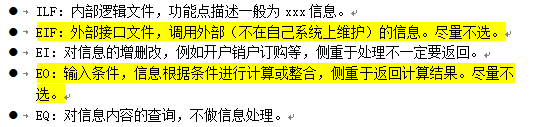 ● → ILF：内部逻辑文件，功能点描述一般为 xxx 信息。↵
● → EIF：外部接口文件，调用外部（不在自己系统上维护）的信息。尽量不选。↵
● → EI：对信息的增删改，例如开户销户订购等，侧重于处理不一定要返回。↵
● → EO：输入条件，信息根据条件进行计算或整合，侧重于返回计算结果。尽量不
选。↵
● → EQ：对信息内容的查询，不做信息处理。↵